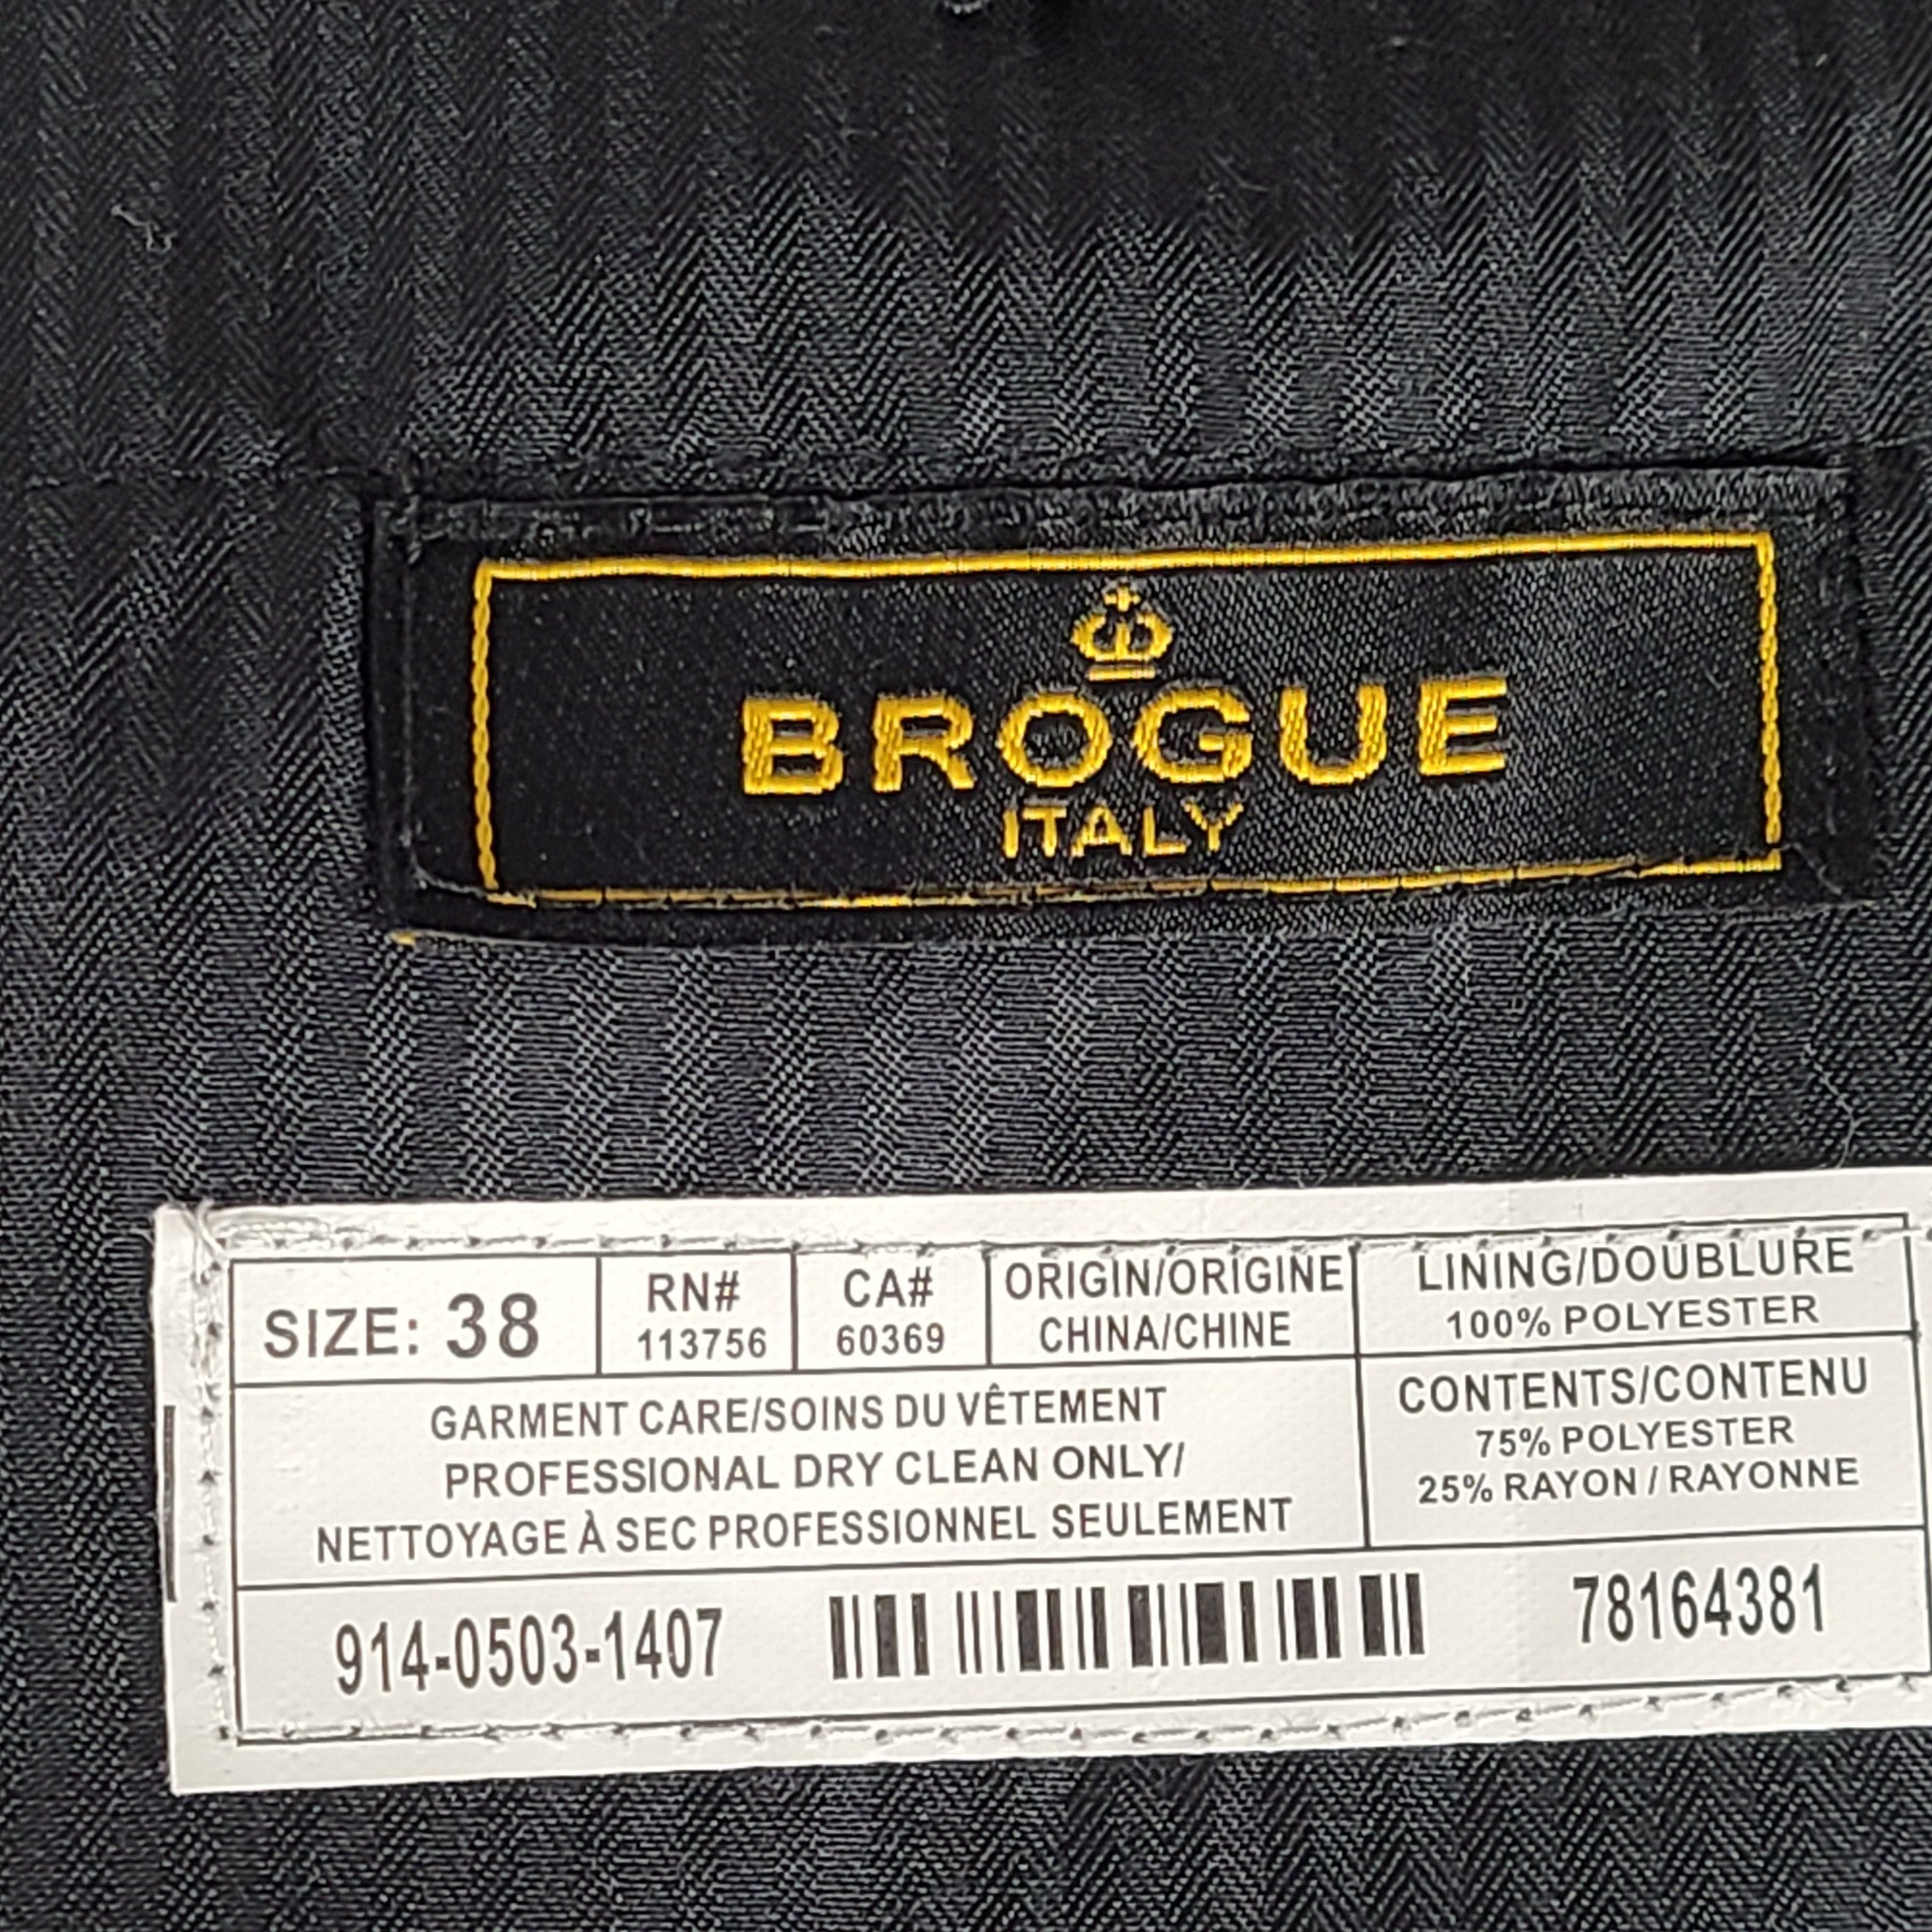 BROGUE
ITALY
SIZE: 38
RN#
113756
CA#
60369
ORIGIN/ORIGINE
CHINA/CHINE
LINING/DOUBLURE
100% POLYESTER
GARMENT CARE/SOINS DU VÊTEMENT
PROFESSIONAL DRY CLEAN ONLY/
NETTOYAGE À SEC PROFESSIONNEL SEULEMENT
CONTENTS/CONTENU
75% POLYESTER
25% RAYON / RAYONNE
914-0503-1407
78164381